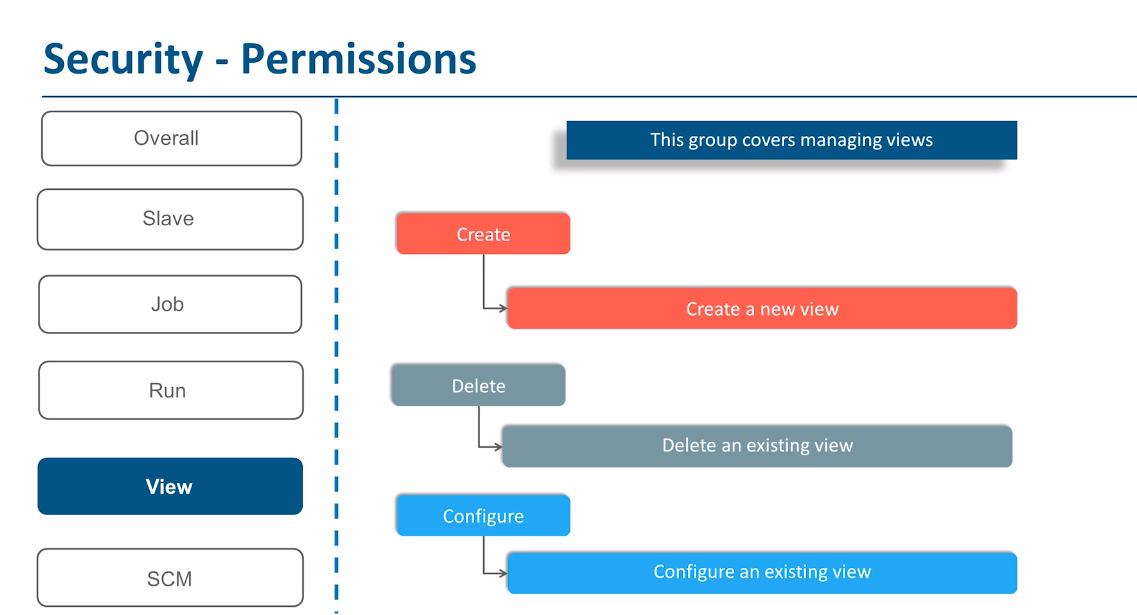 Security - Permissions
Overall
Slave
Job
Run
View
SCM
This group covers managing views
Create
Create a new view
Delete
Delete an existing view
Configure
Configure an existing view